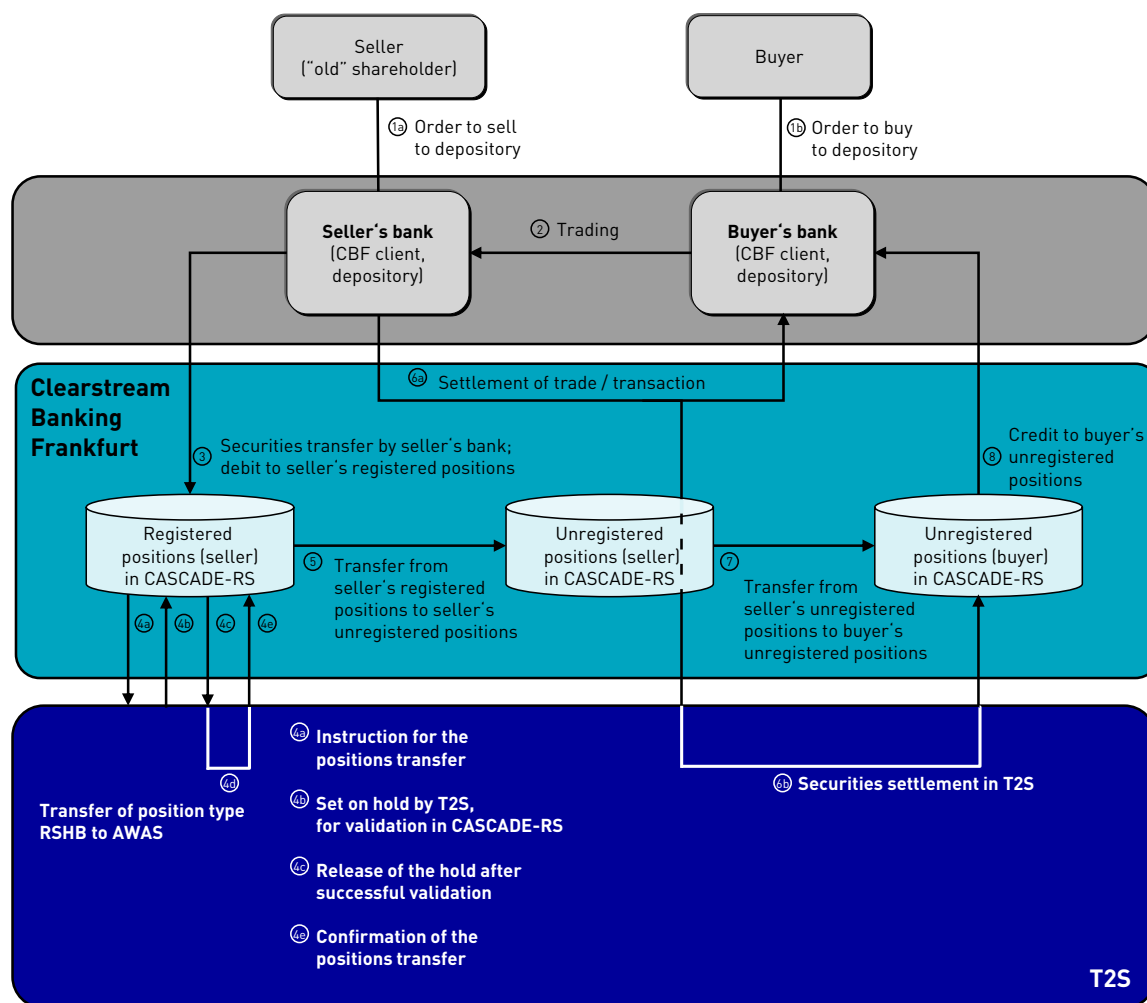 Seller
("old" shareholder)
Buyer
1a Order to sell
to depository
1b Order to buy
to depository
Seller‘s bank
(CBF client,
depository)
2 Trading
Buyer‘s bank
(CBF client,
depository)
Clearstream
Banking
Frankfurt
6a Settlement of trade / transaction
3 Securities transfer by seller’s bank;
debit to seller’s registered positions
8 Credit to buyer’s
unregistered
positions
Registered
positions (seller)
in CASCADE-RS
Unregistered
positions (seller)
in CASCADE-RS
Unregistered
positions (buyer)
in CASCADE-RS
5 Transfer from
seller’s registered
positions to seller’s
unregistered positions
7
Transfer from
seller’s unregistered
positions to buyer’s
unregistered positions
4a 4b 4c 4e
4d
Transfer of position type
RSHB to AWAS
4a Instruction for the
positions transfer
4b Set on hold by T2S,
for validation in CASCADE-RS
4c Release of the hold after
successful validation
4e Confirmation of the
positions transfer
6b Securities settlement in T2S
T2S